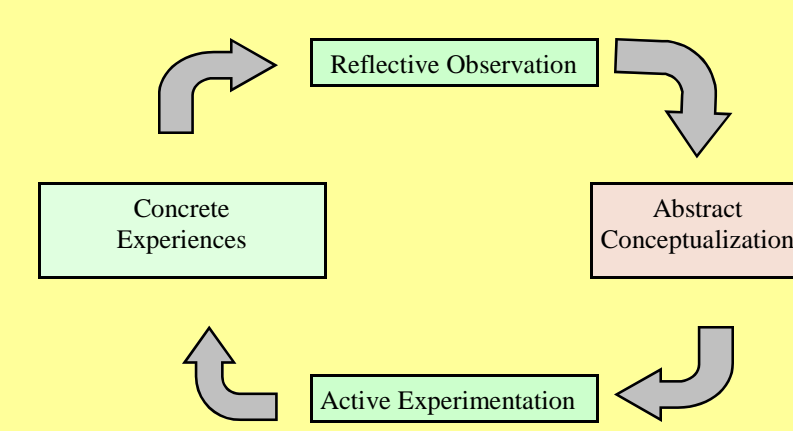 Reflective Observation
Concrete
Experiences
Abstract
Conceptualization
Active Experimentation